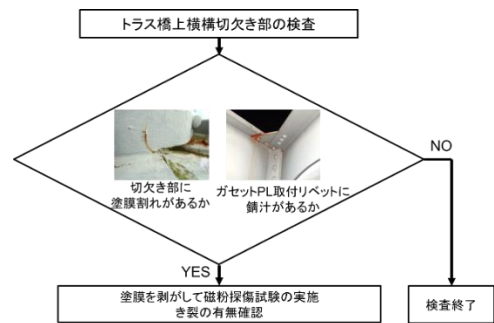 トラス橋上横構切欠き部の検査
切欠き部に
塗膜割れがあるか
ガセットPL取付リベットに
錆汁があるか
NO
YES
塗膜を剥がして磁粉探傷試験の実施
き裂の有無確認
検査終了